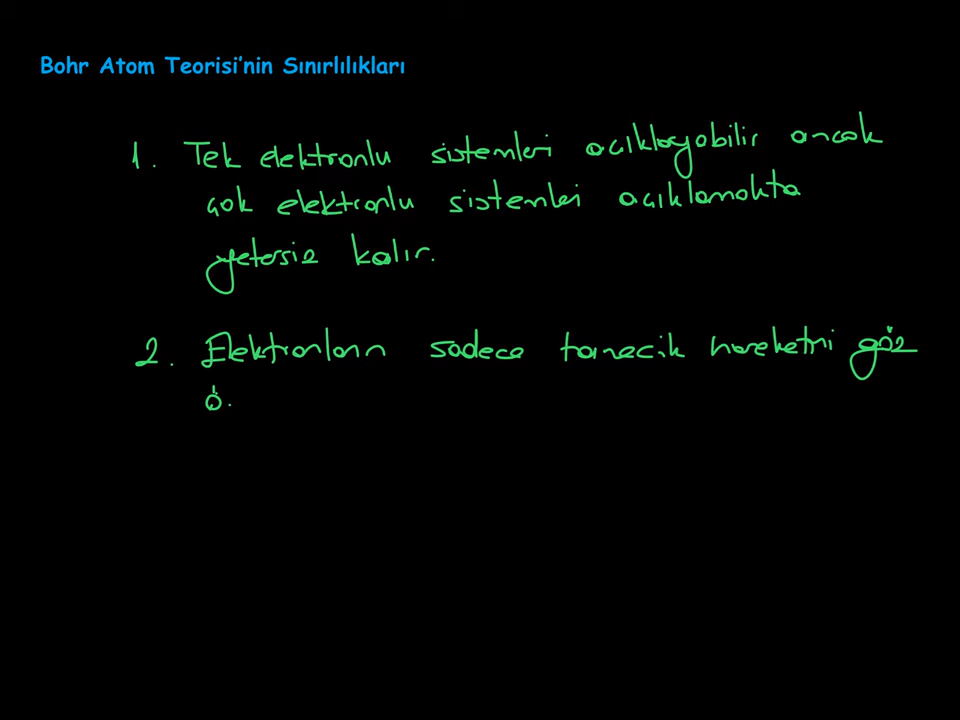 Bohr Atom Teorisi'nin Sınırlılıkları
1. Tek elektronlu sistemleri açıklayabilir ancak
çok elektronlu sistemleri açıklamakta
yetersiz kalır.
2. Elektronların sadece tanecik hareketni göz
ö.